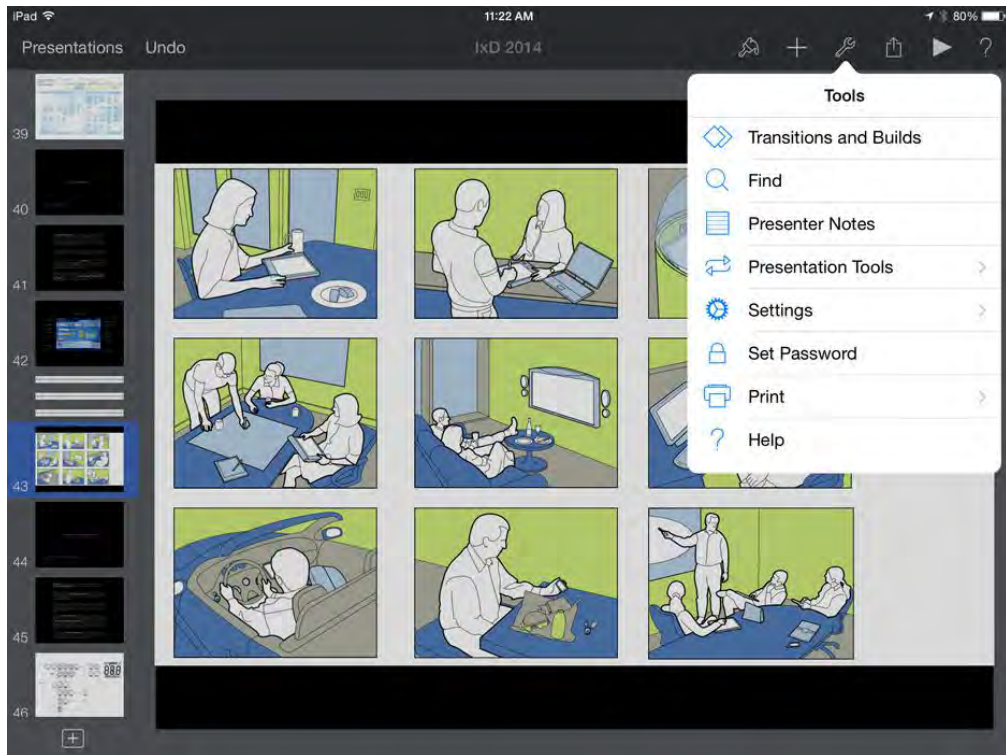 iPad 11:22 AM 80%
Presentations Undo IxD 2014 ?
Tools
Transitions and Builds
Find
Presenter Notes
Presentation Tools
Settings
Set Password
Print
? Help
39
40
41
42
43
44
45
46